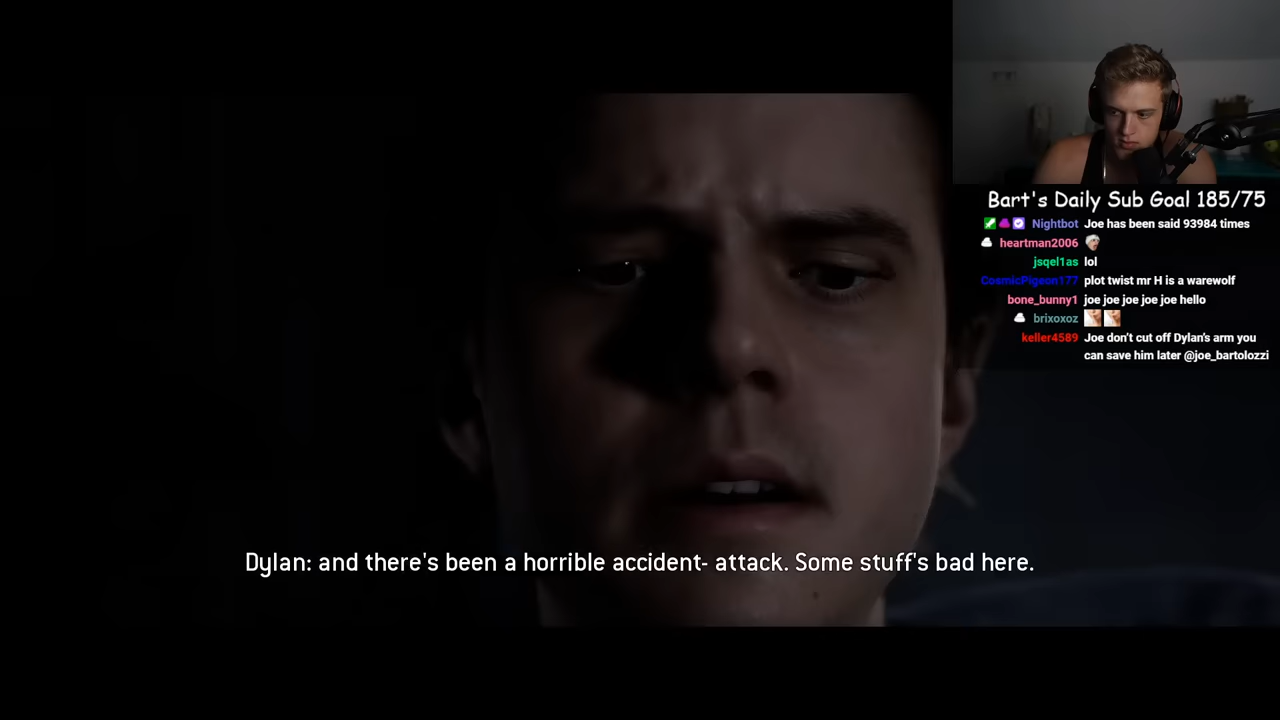 Bart's Daily Sub Goal 185/75
Nightbot Joe has been said 93984 times
heartman2006
jsqel1as lol
CosmicPigeon177 plot twist mr H is a warewolf
bone_bunny1 joe joe joe joe joe hello
brixoxoz
keller4589 Joe don't cut off Dylan's arm you
can save him later @joe_bartolozzi
Dylan: and there's been a horrible accident- attack. Some stuff's bad here.